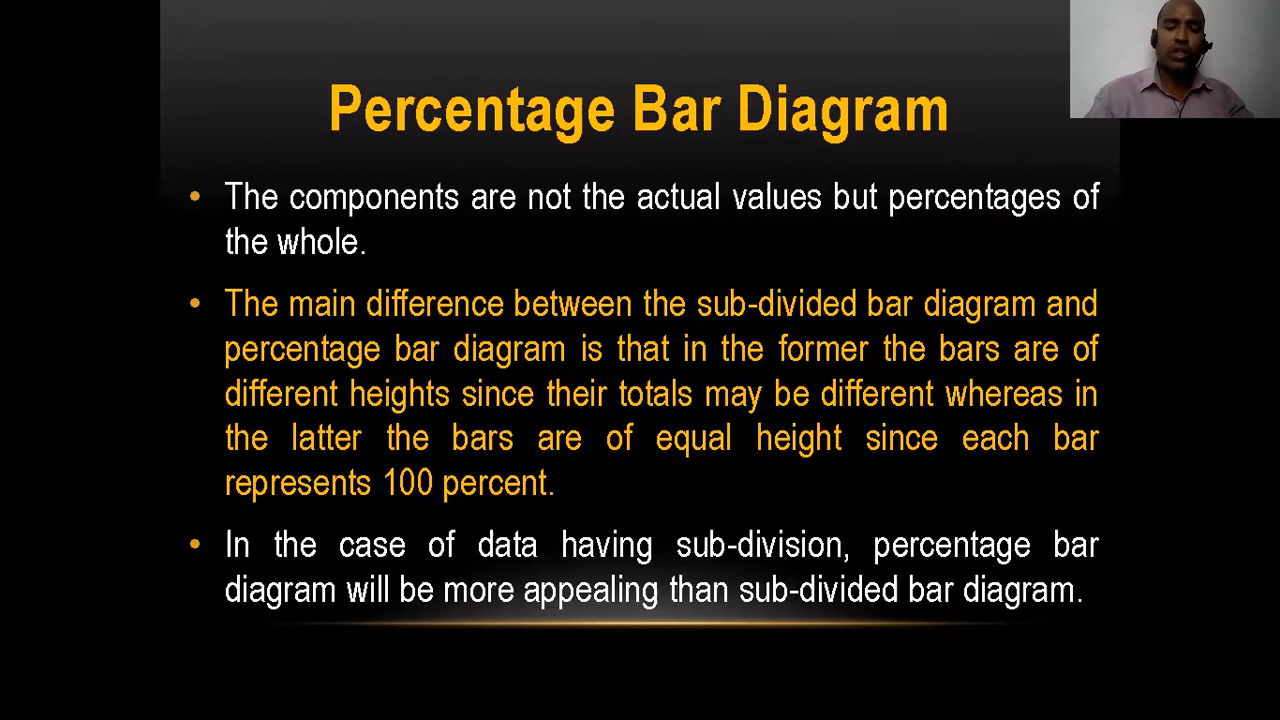 Percentage Bar Diagram
• The components are not the actual values but percentages of
the whole.
• The main difference between the sub-divided bar diagram and
percentage bar diagram is that in the former the bars are of
different heights since their totals may be different whereas in
the latter the bars are of equal height since each bar
represents 100 percent.
• In the case of data having sub-division, percentage bar
diagram will be more appealing than sub-divided bar diagram.